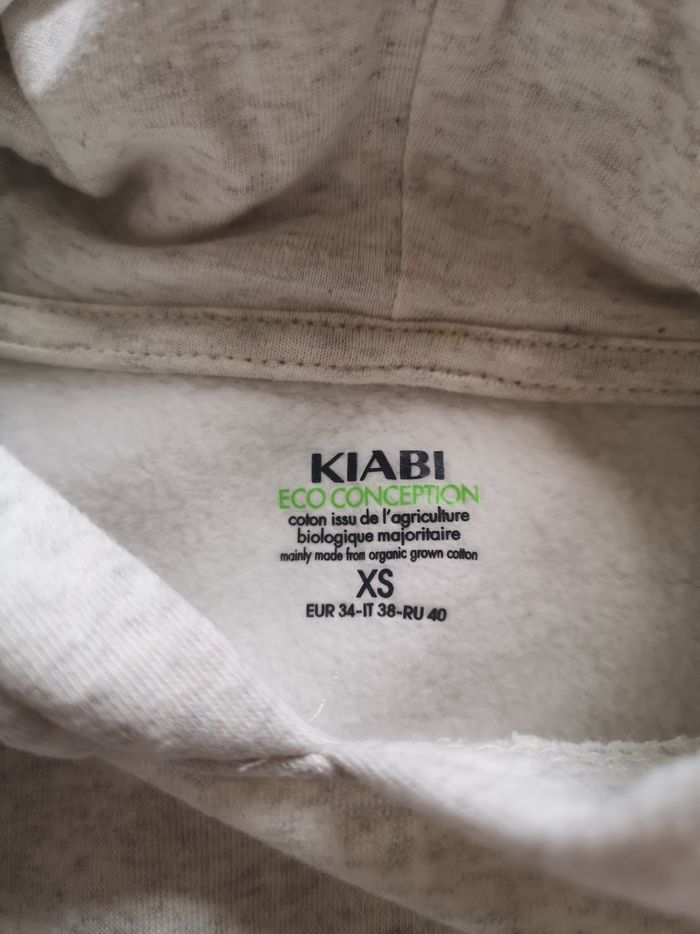 KIABI
ECO CONCEPTION
coton issu de l'agriculture
biologique majoritaire
mainly made from organic grown cotton
XS
EUR 34-IT 38-RU 40